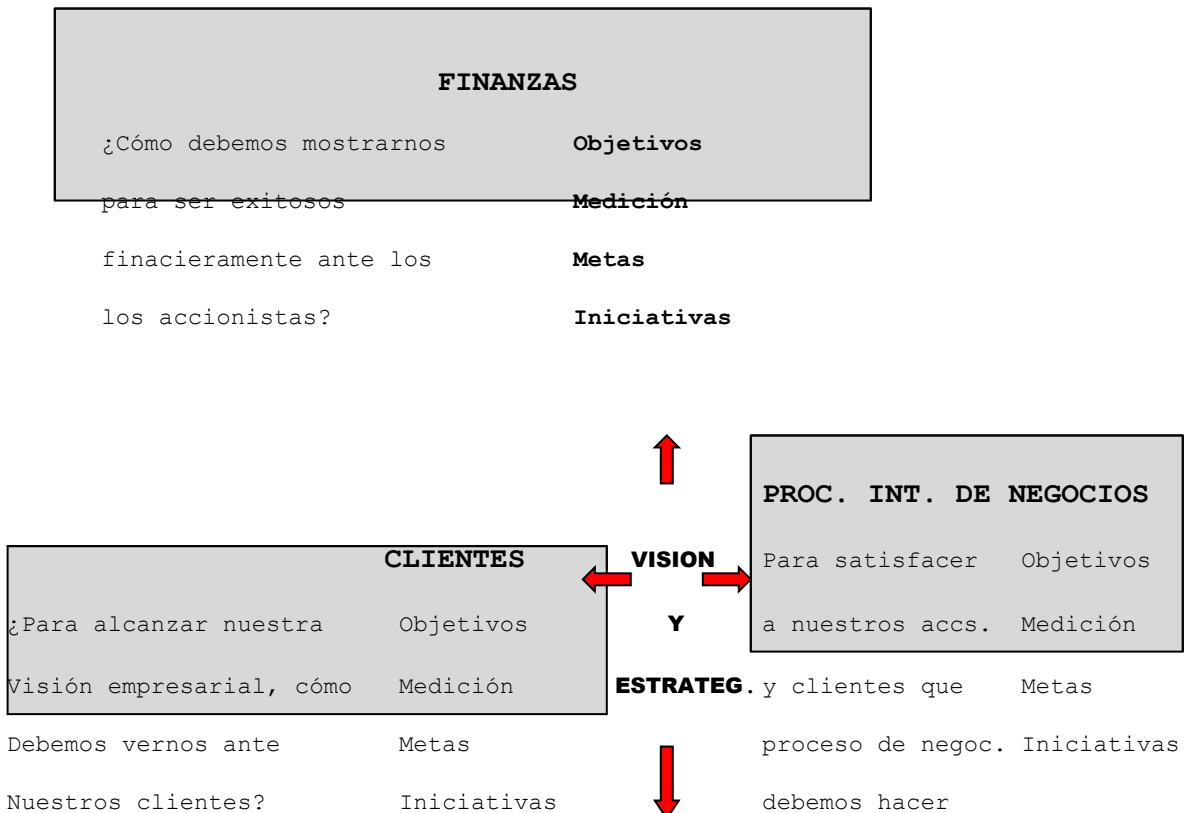 FINANZAS
¿Cómo debemos mostrarnos Objetivos
para ser exitosos Medición
finacieramente ante los Metas
los accionistas? Iniciativas
PROC. INT. DE NEGOCIOS
CLIENTES VISION Para satisfacer Objetivos
¿Para alcanzar nuestra Objetivos Y a nuestros accs. Medición
Visión empresarial, cómo Medición ESTRATEG. y clientes que Metas
Debemos vernos ante Metas proceso de negoc. Iniciativas
Nuestros clientes? Iniciativas debemos hacer